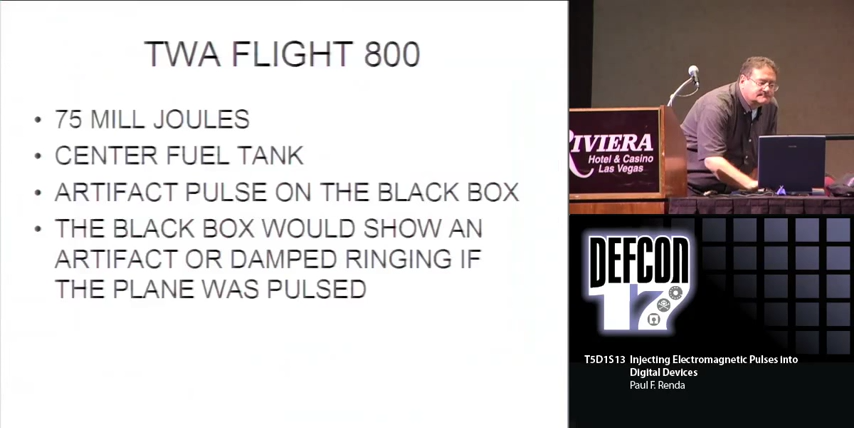 TWA FLIGHT 800
• 75 MILL JOULES
• CENTER FUEL TANK
• ARTIFACT PULSE ON THE BLACK BOX
• THE BLACK BOX WOULD SHOW AN
ARTIFACT OR DAMPED RINGING IF
THE PLANE WAS PULSED
RIVIERA
Hotel & Casino
Las Vegas
DEFCON
17
T5D1S13 Injecting Electromagnetic Pulses into
Digital Devices
Paul F. Renda